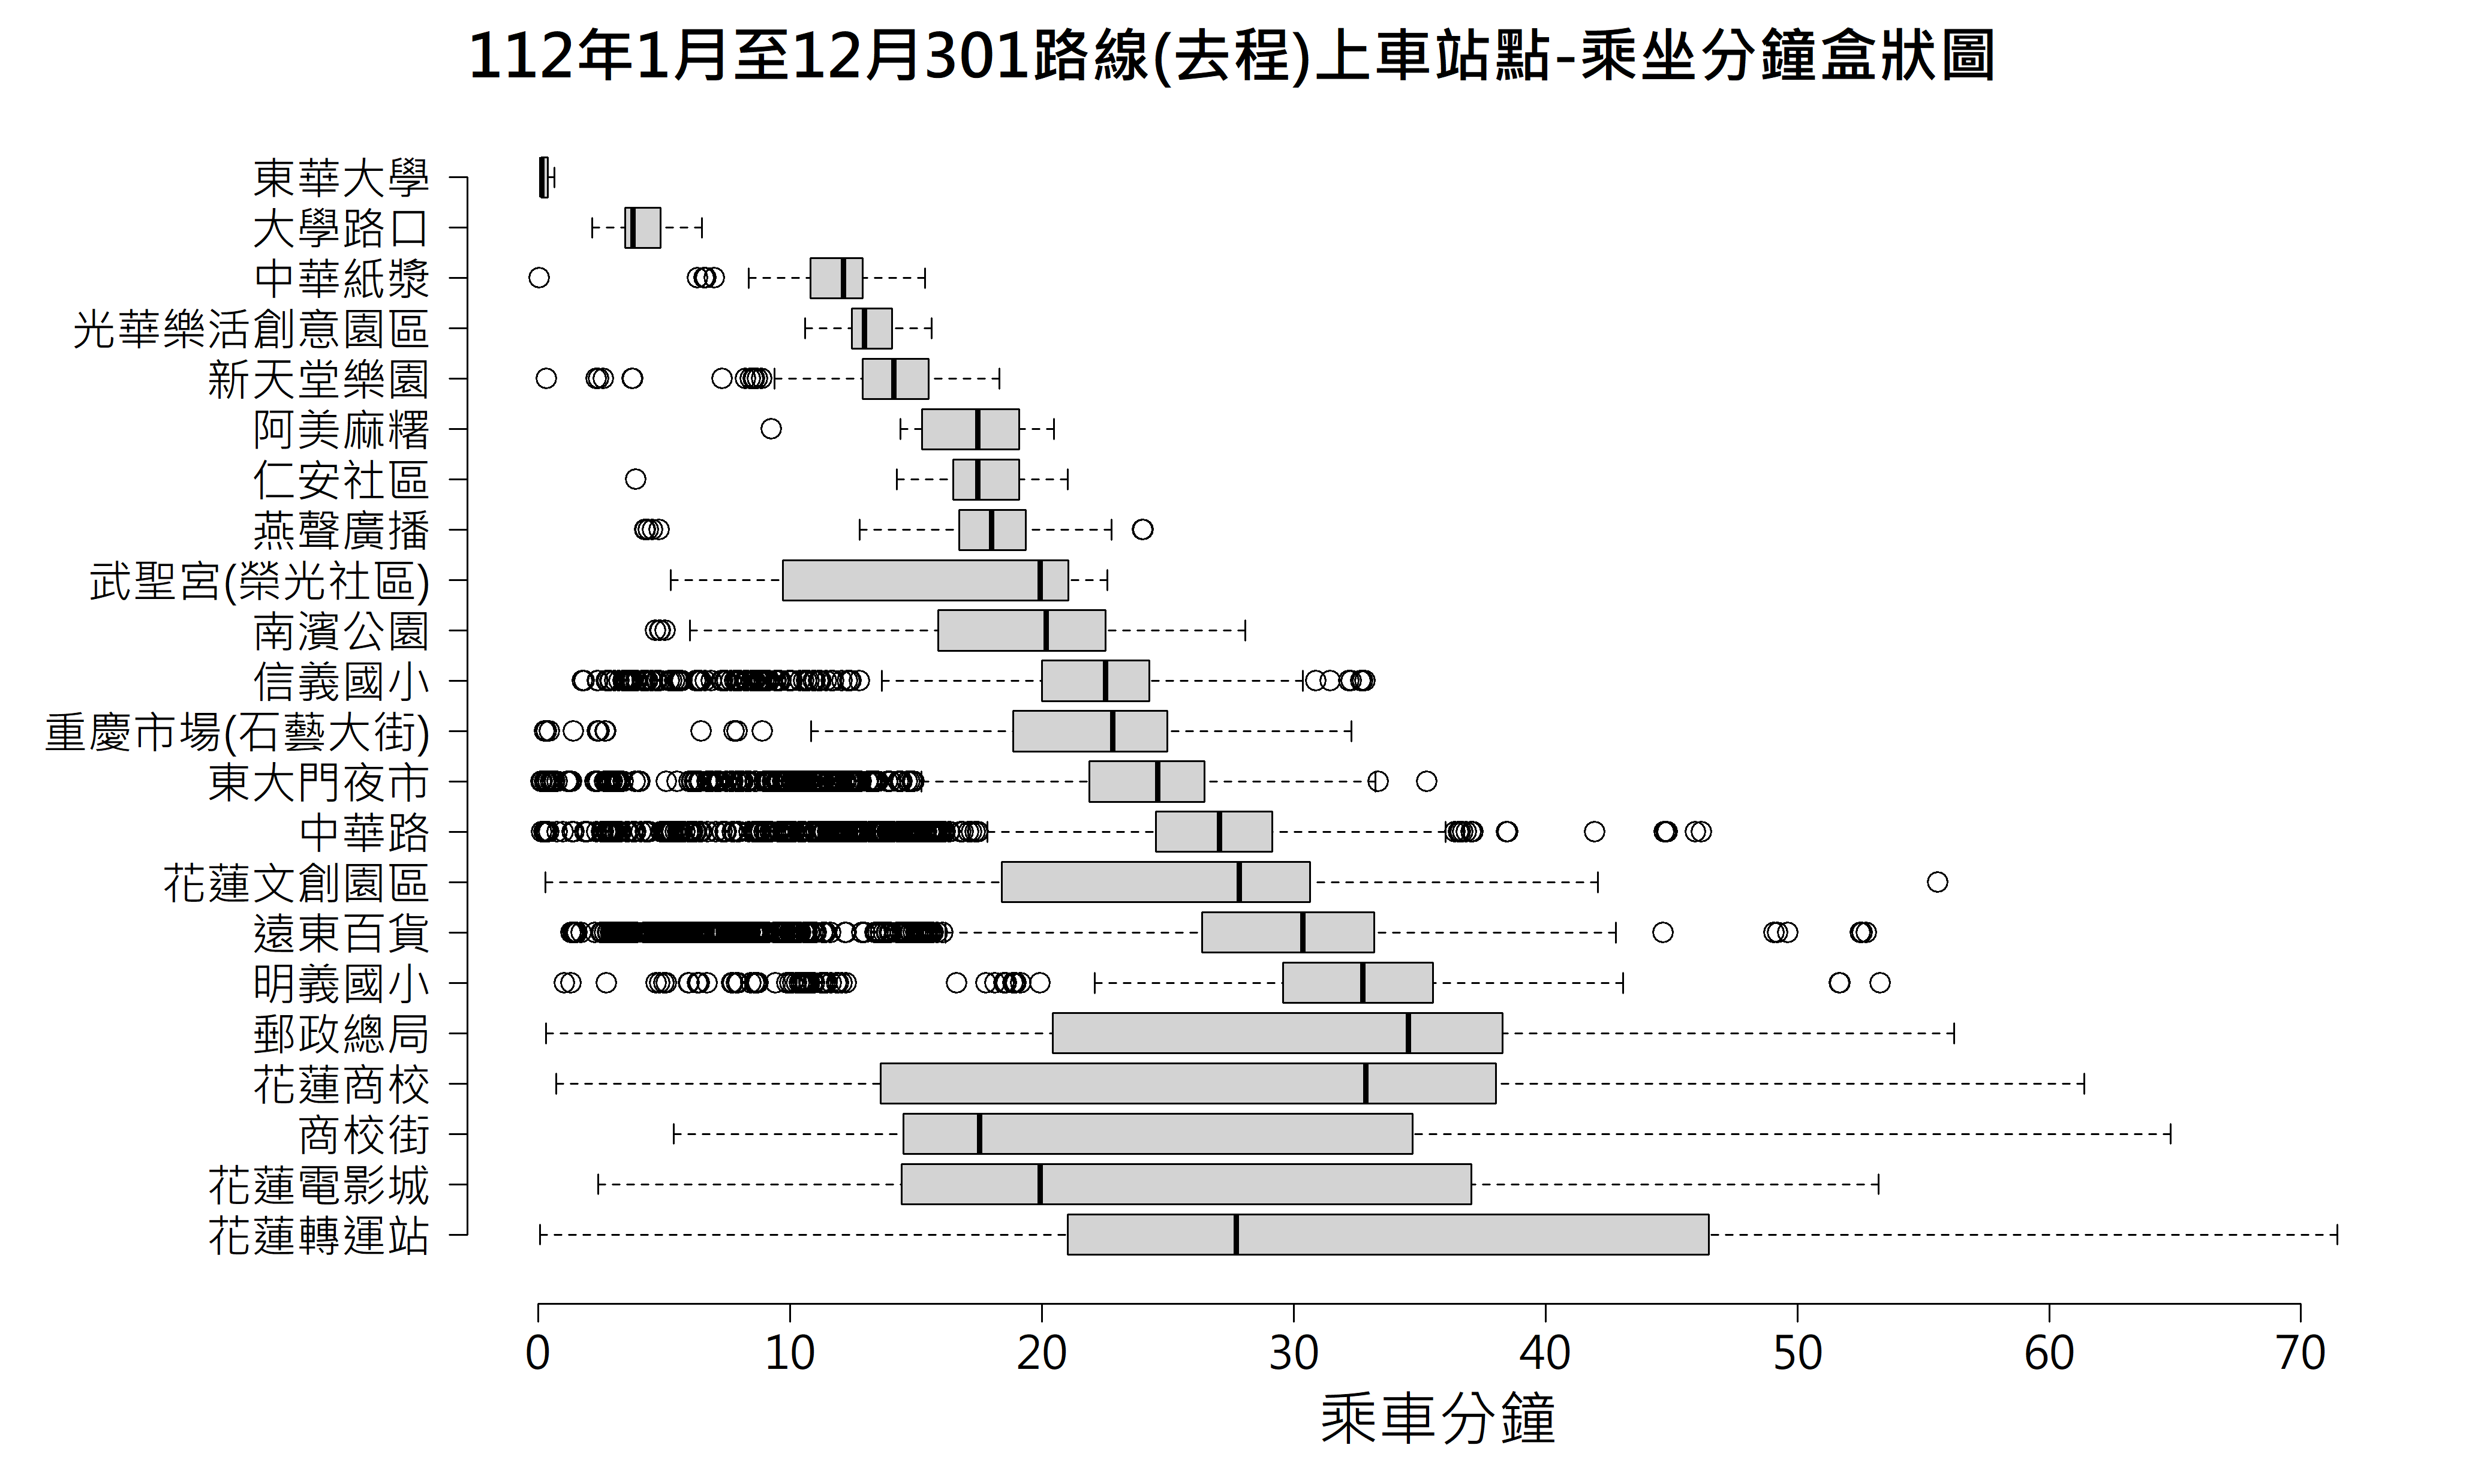 112年1月至12月301路線(去程)上車站點-乘坐分鐘盒狀圖
東華大學
大學路口
中華紙漿
光華樂活創意園區
新天堂樂園
阿美麻糬
仁安社區
燕聲廣播
武聖宮(榮光社區)
南濱公園
信義國小
重慶市場(石藝大街)
東大門夜市
中華路
花蓮文創園區
遠東百貨
明義國小
郵政總局
花蓮商校
商校街
花蓮電影城
花蓮轉運站
0 10 20 30 40 50 60 70
乘車分鐘